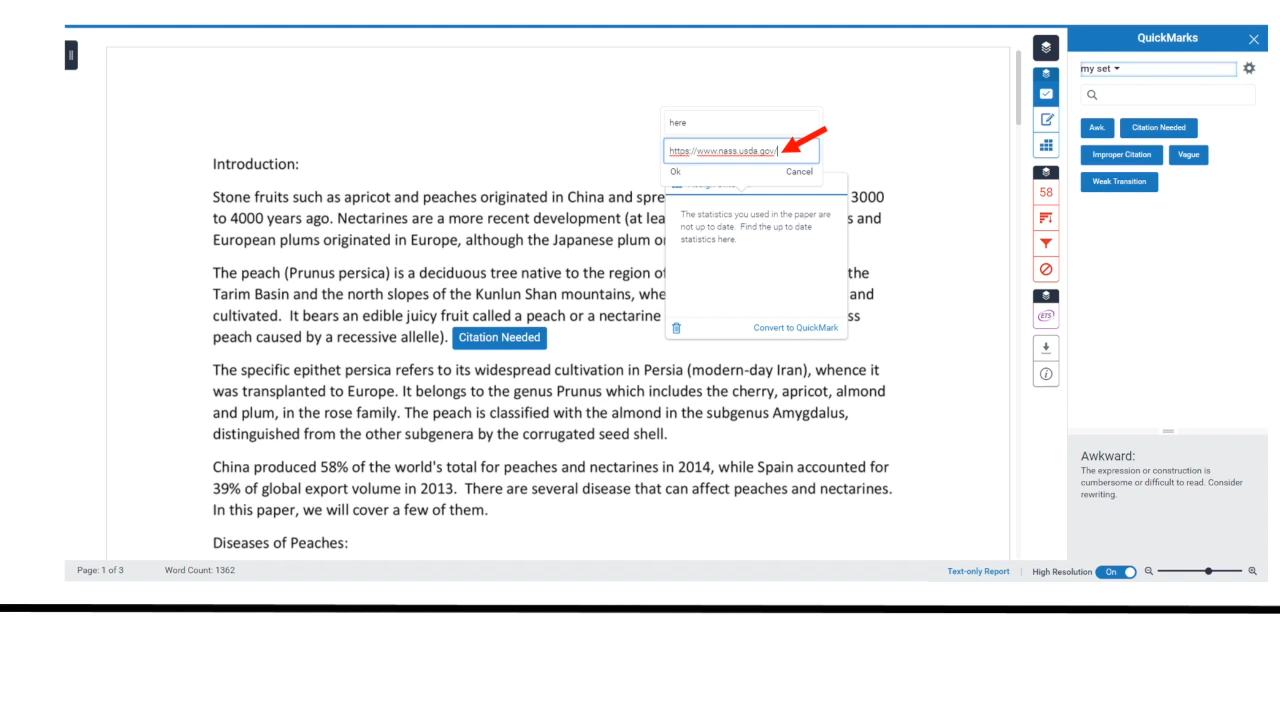 QuickMarks
my set
here
https://www.nass.usda.gov/
Ok Cancel
Awk. Citation Needed
Improper Citation Vague
Weak Transition
58
ETS
Introduction:
Stone fruits such as apricot and peaches originated in China and spre 3000
to 4000 years ago. Nectarines are a more recent development (at lea s and
European plums originated in Europe, although the Japanese plum o
The peach (Prunus persica) is a deciduous tree native to the region of the
Tarim Basin and the north slopes of the Kunlun Shan mountains, whe and
cultivated. It bears an edible juicy fruit called a peach or a nectarine ss
peach caused by a recessive allelle). Citation Needed
The statistics you used in the paper are
not up to date. Find the up to date
statistics here.
Convert to QuickMark
The specific epithet persica refers to its widespread cultivation in Persia (modern-day Iran), whence it
was transplanted to Europe. It belongs to the genus Prunus which includes the cherry, apricot, almond
and plum, in the rose family. The peach is classified with the almond in the subgenus Amygdalus,
distinguished from the other subgenera by the corrugated seed shell.
China produced 58% of the world's total for peaches and nectarines in 2014, while Spain accounted for
39% of global export volume in 2013. There are several disease that can affect peaches and nectarines.
In this paper, we will cover a few of them.
Diseases of Peaches:
Awkward:
The expression or construction is
cumbersome or difficult to read. Consider
rewriting.
Page: 1 of 3 Word Count: 1362 Text-only Report High Resolution On